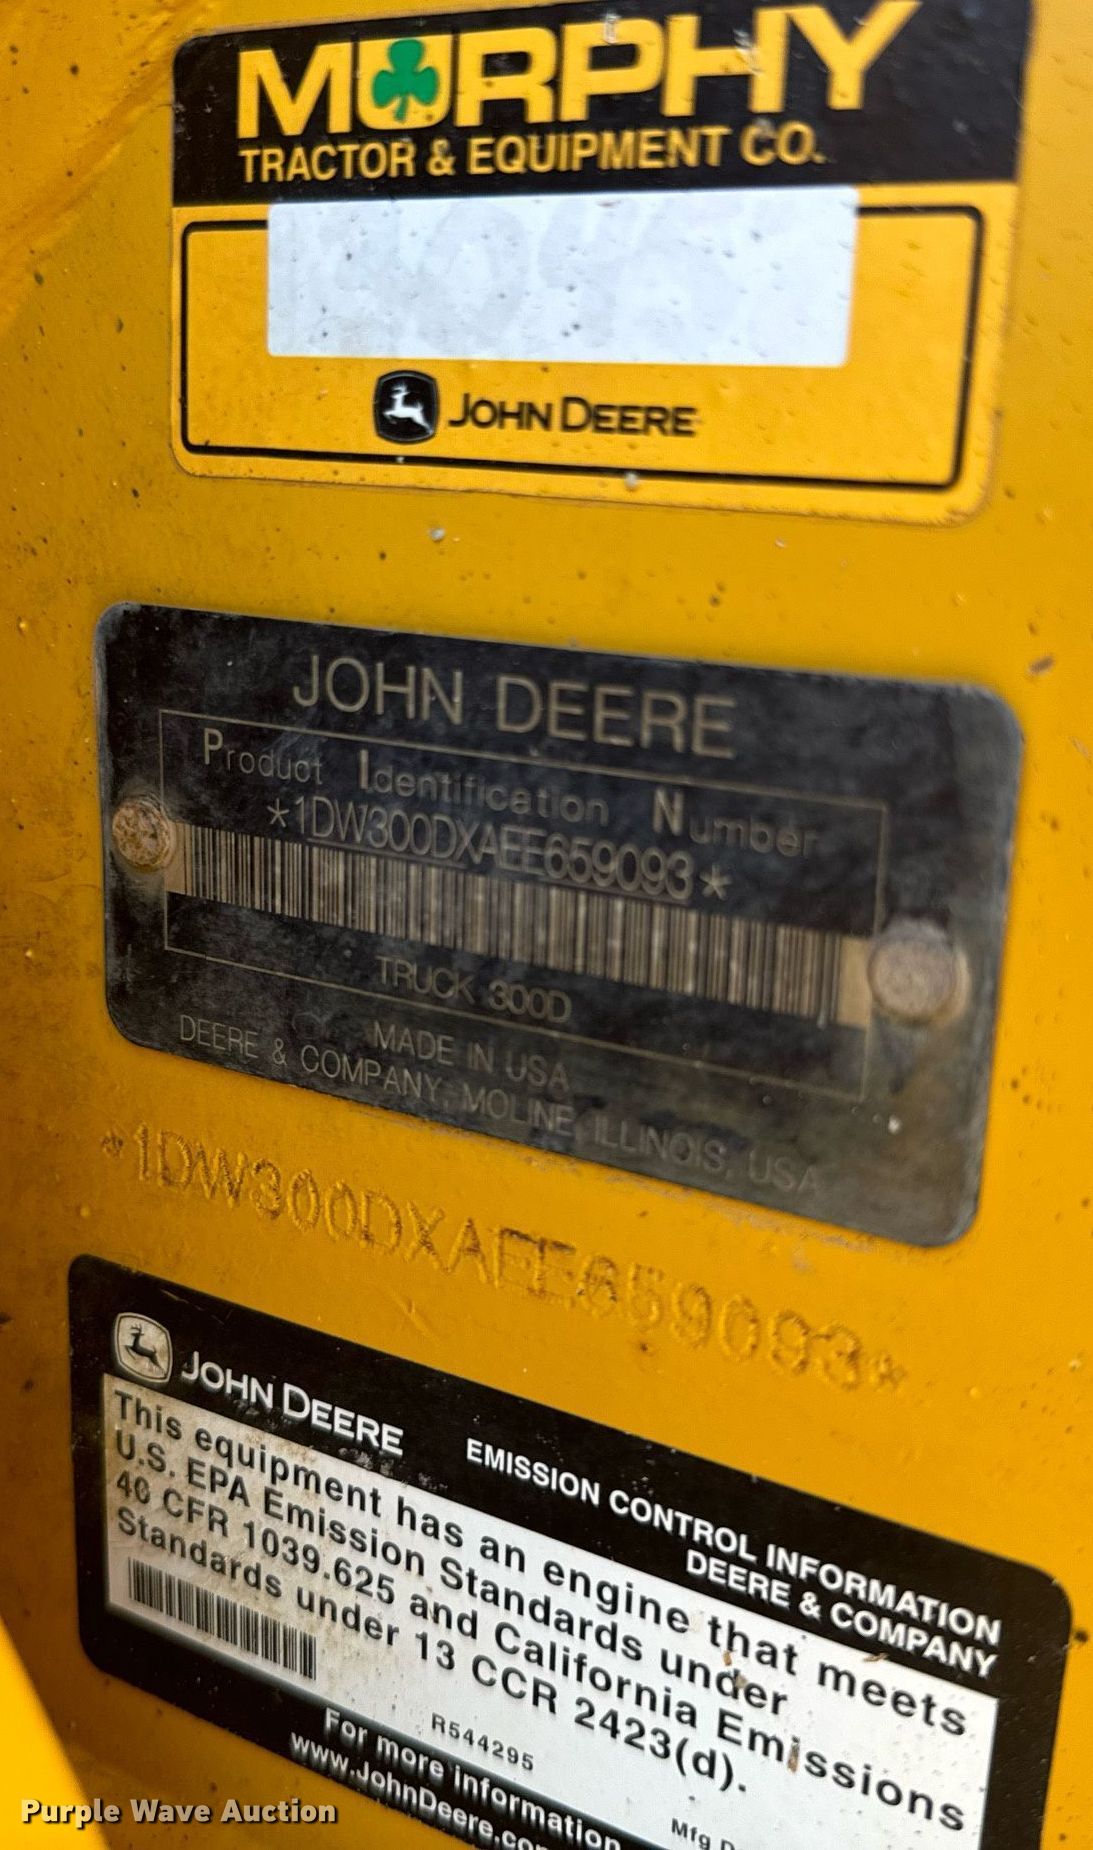 MURPHY
TRACTOR & EQUIPMENT CO.
JOHN DEERE
JOHN DEERE
Product Identification Number
*1DW300DXAEE659093*
TRUCK 300D
MADE IN USA
DEERE & COMPANY, MOLINE, ILLINOIS, USA
*1DW300DXAEE659093*
JOHN DEERE
EMISSION CONTROL INFORMATION
DEERE & COMPANY
This equipment has an engine that meets
U.S. EPA Emission Standards under
40 CFR 1039.625 and California Emissions
Standards under 13 CCR 2423(d).
R544295
Mfg
For more information
www.JohnDeere.co
Purple Wave Auction